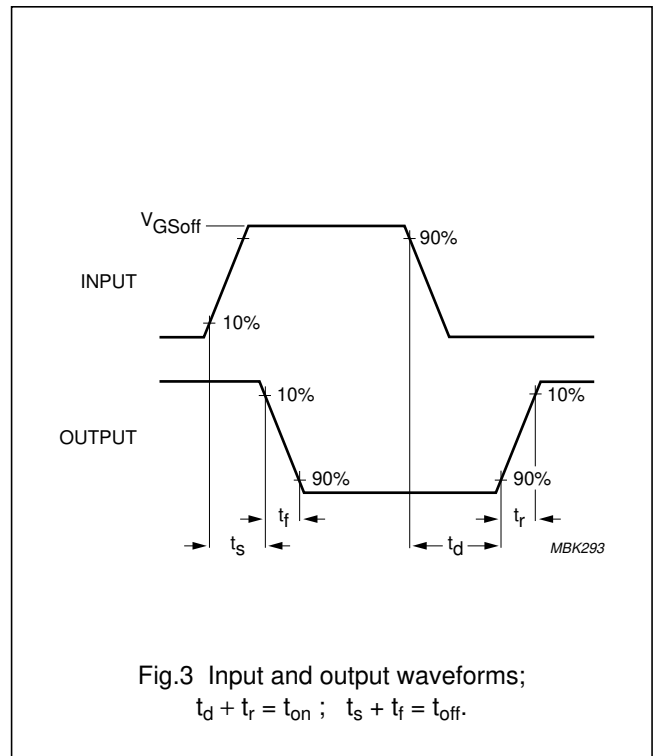 V_GSoff
90%
INPUT
10%
10%
10%
OUTPUT
90%
90%
t_f
t_r
t_s
t_d
MBK293
Fig.3 Input and output waveforms;
t_d + t_r = t_on ; t_s + t_f = t_off.